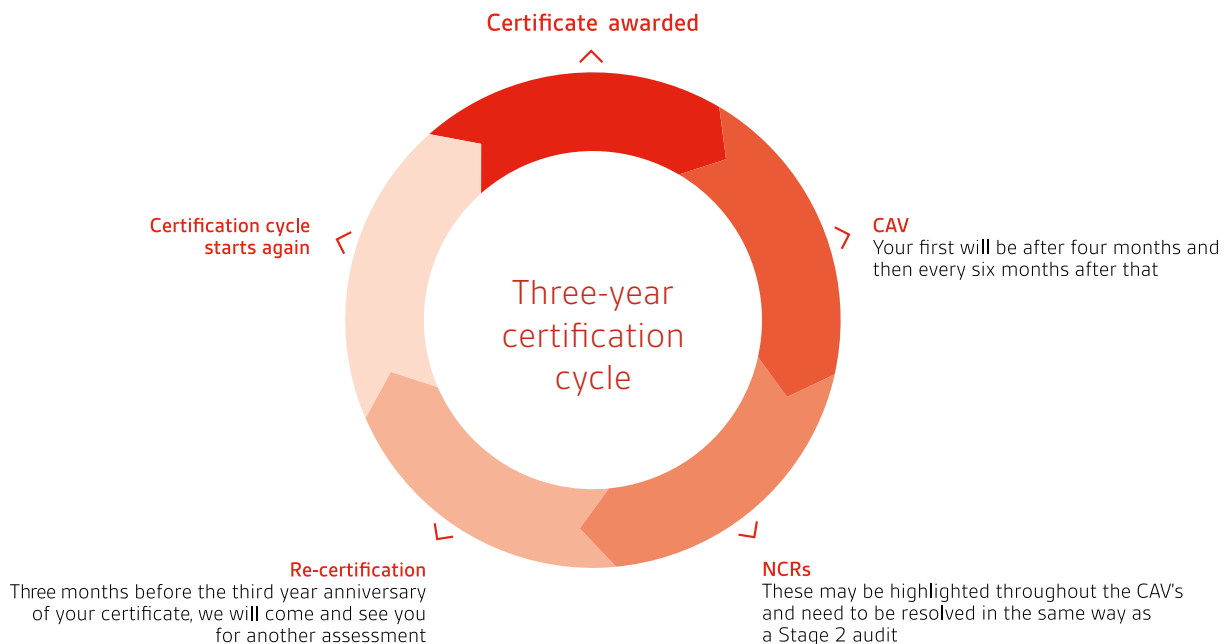 Certificate awarded
CAV
Your first will be after four months and
then every six months after that
NCRs
These may be highlighted throughout the CAV's
and need to be resolved in the same way as
a Stage 2 audit
Re-certification
Three months before the third year anniversary
of your certificate, we will come and see you
for another assessment
Certification cycle
starts again
Three-year
certification
cycle